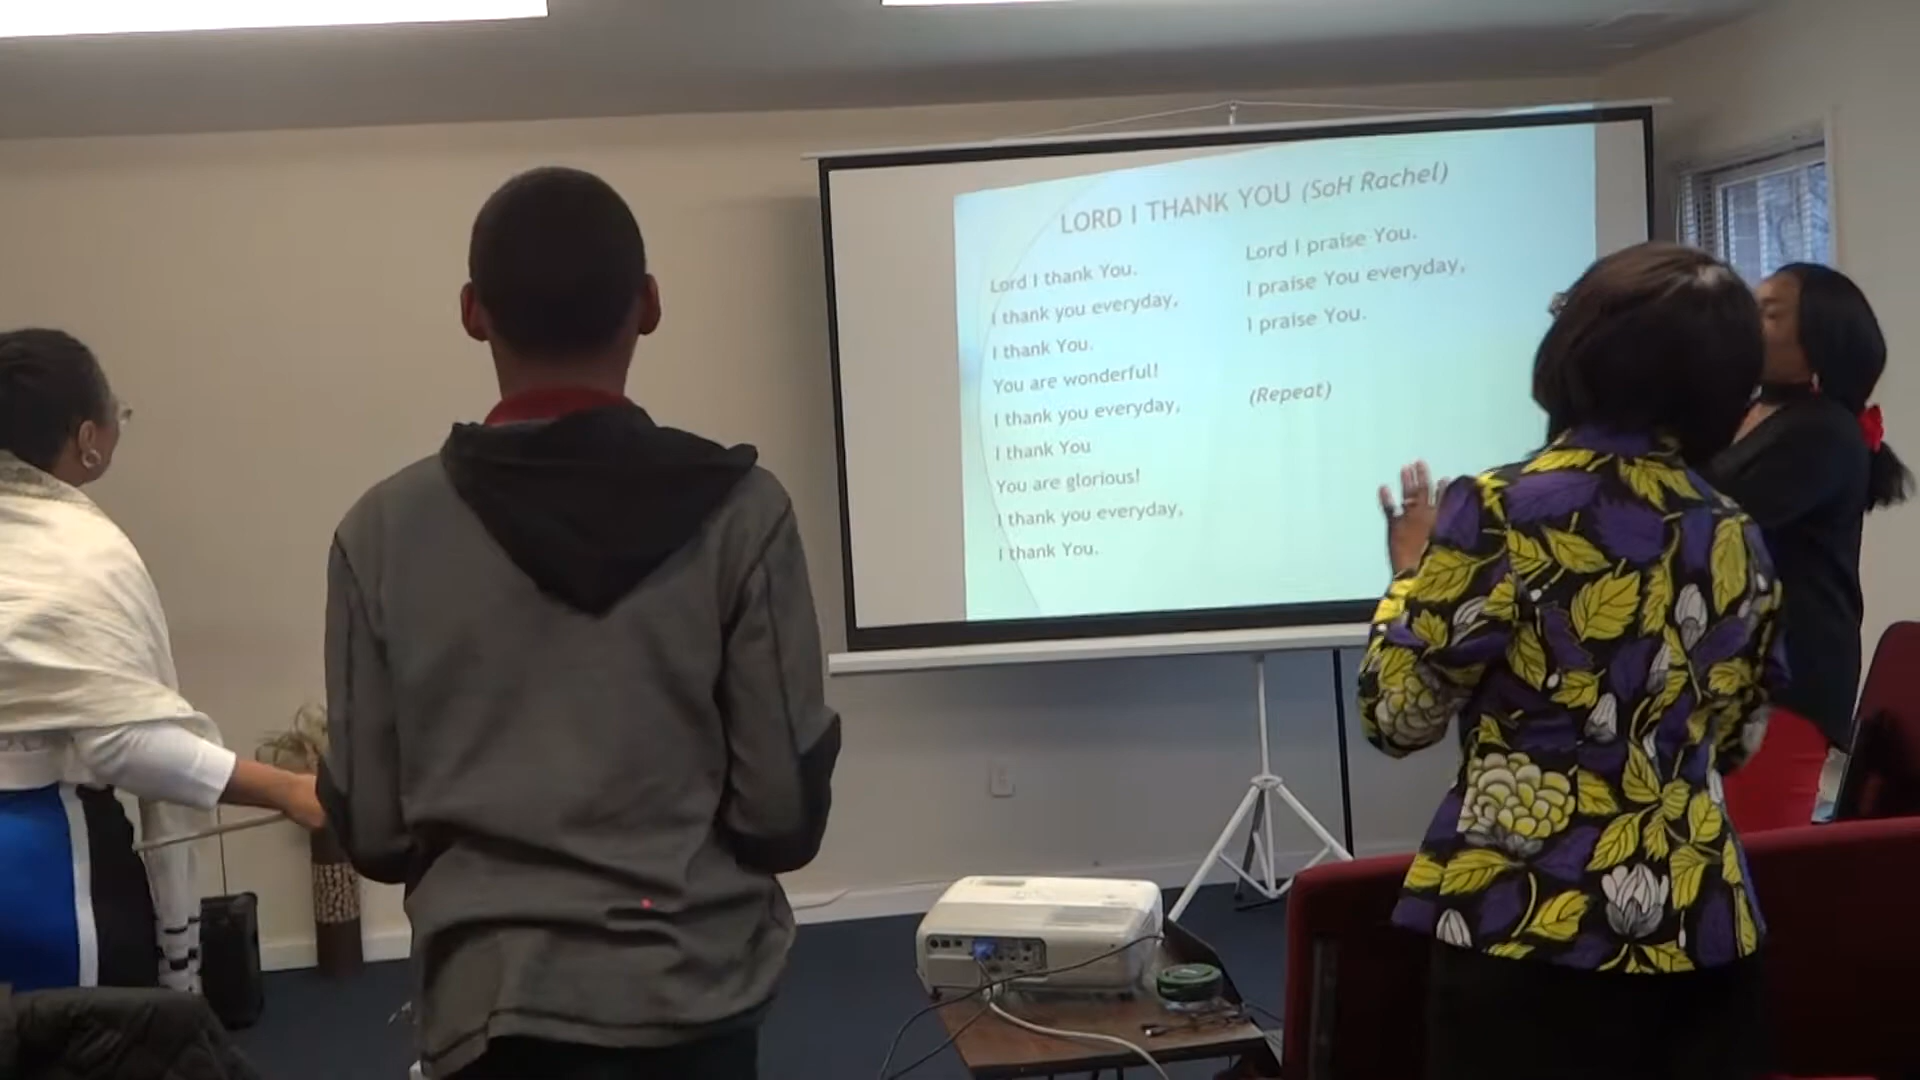 LORD I THANK YOU (SoH Rachel)
Lord I thank You.
I thank you everyday,
I thank You.
You are wonderful!
I thank you everyday,
I thank You
You are glorious!
I thank you everyday,
I thank You.
Lord I praise You.
I praise You everyday,
I praise You.
(Repeat)